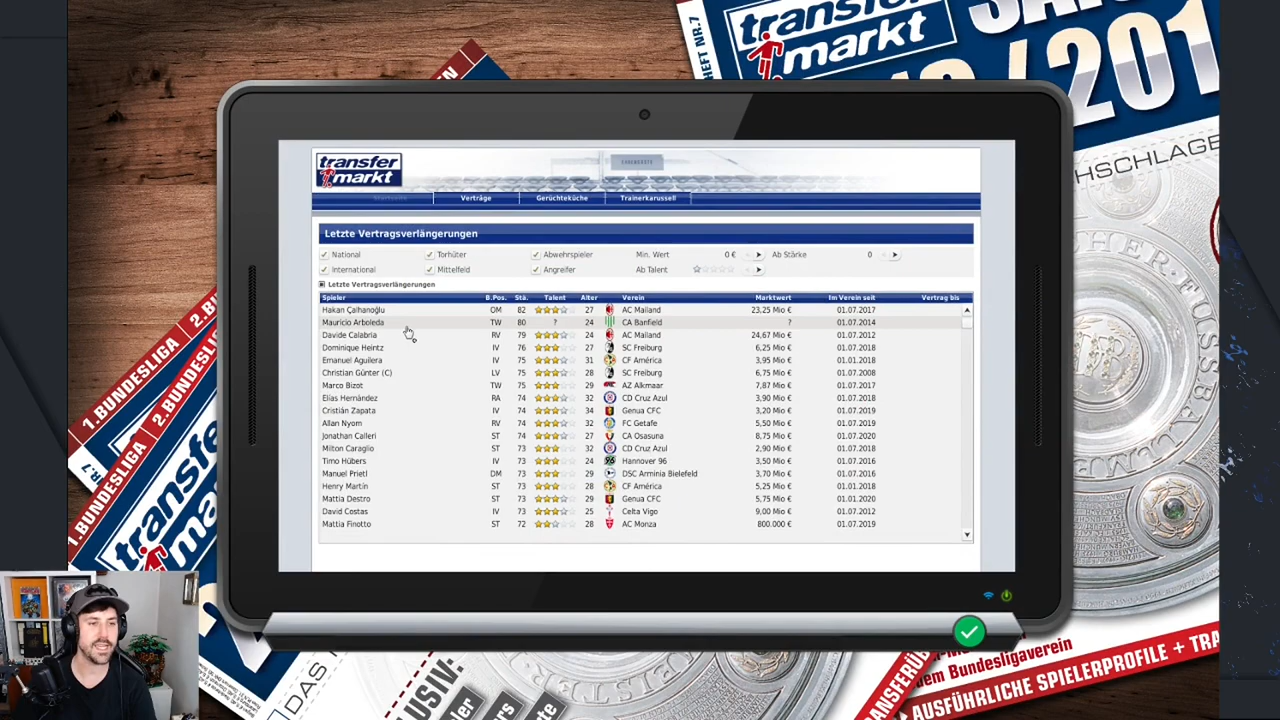 transfer
markt
HEFT NR.7
transfer
markt
Startseite
Verträge
Gerüchteküche
Trainerkarussell
Letzte Vertragsverlängerungen
National
Torhüter
Abwehrspieler
Min. Wert
0 €
Ab Stärke
0
International
Mittelfeld
Angreifer
Ab Talent
Letzte Vertragsverlängerungen
Spieler B.Pos. Stä. Talent Alter Verein Marktwert Im Verein seit Vertrag bis
Hakan Çalhanoğlu OM 82 27 AC Mailand 23,25 Mio € 01.07.2017
Mauricio Arboleda TW 80 ? 24 CA Banfield ? 01.07.2014
Davide Calabria RV 79 24 AC Mailand 24,67 Mio € 01.07.2012
Dominique Heintz IV 76 27 SC Freiburg 6,25 Mio € 01.01.2018
Emanuel Aguilera IV 75 31 CF América 3,95 Mio € 01.01.2018
Christian Günter (C) LV 75 28 SC Freiburg 6,75 Mio € 01.07.2008
Marco Bizot TW 75 29 AZ Alkmaar 7,87 Mio € 01.07.2017
Elías Hernández RA 74 32 CD Cruz Azul 3,90 Mio € 01.07.2018
Cristián Zapata IV 74 34 Genua CFC 3,20 Mio € 01.07.2019
Allan Nyom RV 74 32 FC Getafe 5,50 Mio € 01.07.2019
Jonathan Calleri ST 74 27 CA Osasuna 8,75 Mio € 01.07.2020
Milton Caraglio ST 73 32 CD Cruz Azul 2,90 Mio € 01.07.2018
Timo Hübers IV 73 24 Hannover 96 3,50 Mio € 01.07.2016
Manuel Prietl DM 73 29 DSC Arminia Bielefeld 3,70 Mio € 01.07.2016
Henry Martín ST 73 28 CF América 5,25 Mio € 01.01.2018
Mattia Destro ST 73 29 Genua CFC 5,75 Mio € 01.01.2020
David Costas IV 73 25 Celta Vigo 9,00 Mio € 01.07.2012
Mattia Finotto ST 72 28 AC Monza 800.000 € 01.07.2019
1.BUNDESLIGA
2.BUNDESLIGA
1.BUNDESLIGA
2.BUNDESLIGA
transfer
DAS
Bundesligaverein
AUSFÜHRLICHE SPIELERPROFILE + TRA